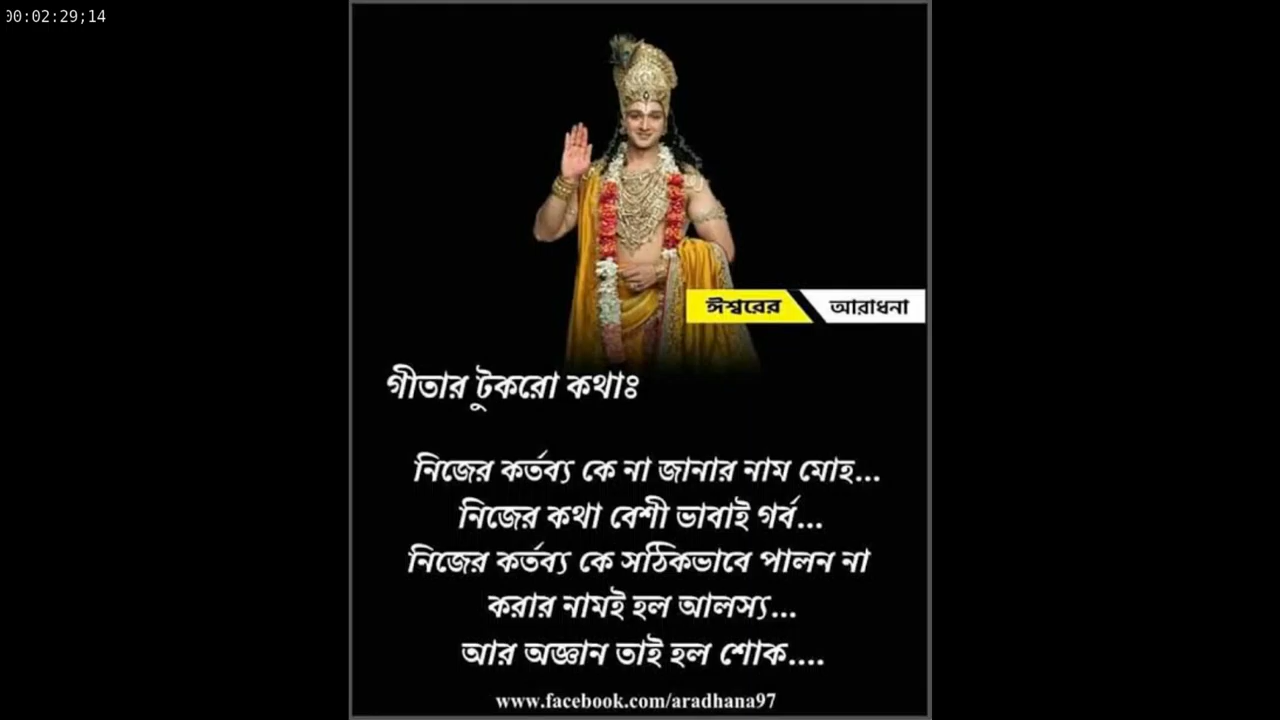 00:02:29;14
ঈশ্বরের আরাধনা
গীতার টুকরো কথাঃ
নিজের কর্তব্য কে না জানার নাম মোহ...
নিজের কথা বেশী ভাবাই গর্ব...
নিজের কর্তব্য কে সঠিকভাবে পালন না
করার নামই হল আলস্য...
আর অজ্ঞান তাই হল শোক....
www.facebook.com/aradhana97